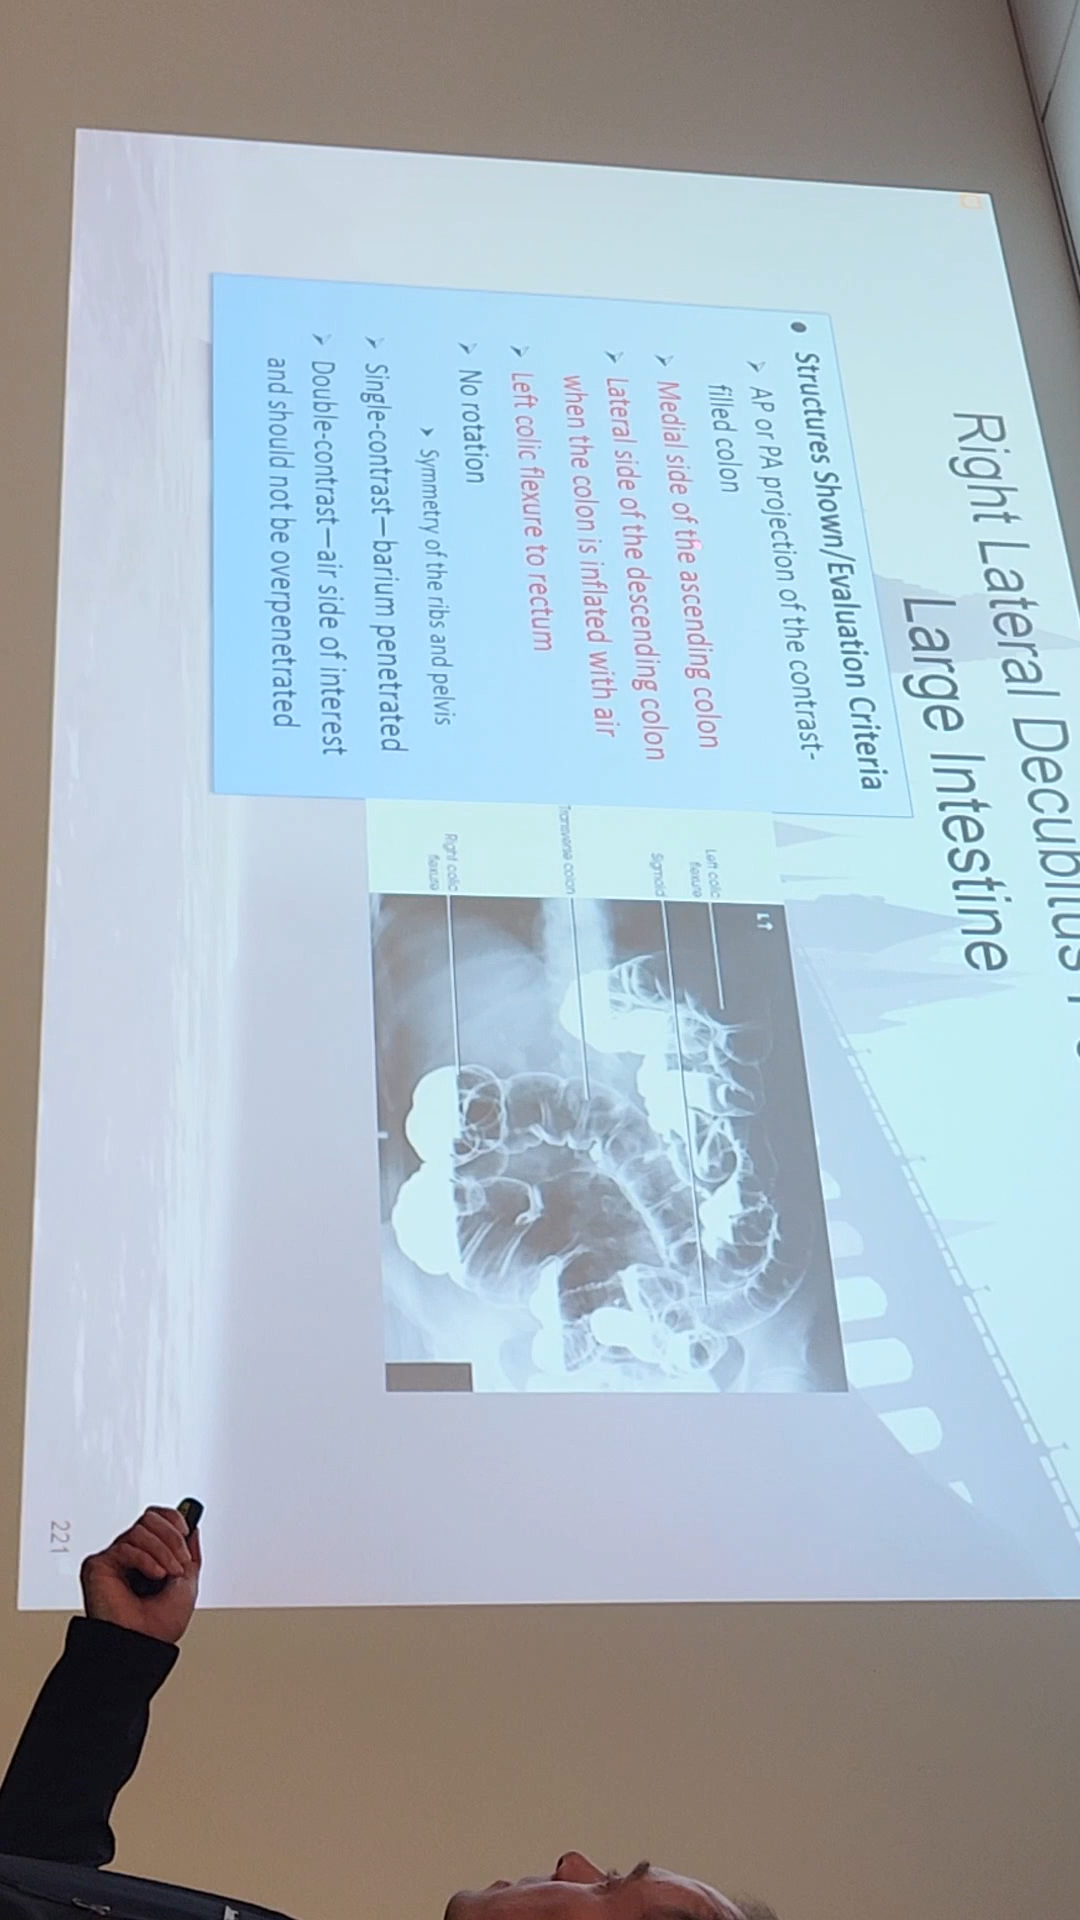 Right Lateral Decubitus
Large Intestine
● Structures Shown/Evaluation Criteria
➢ AP or PA projection of the contrast-
filled colon
➢ Medial side of the ascending colon
➢ Lateral side of the descending colon
when the colon is inflated with air
➢ Left colic flexure to rectum
➢ No rotation
➢ Symmetry of the ribs and pelvis
➢ Single-contrast—barium penetrated
➢ Double-contrast—air side of interest
and should not be overpenetrated
L↑
Left colic
flexure
Sigmoid
Transverse colon
Right colic
flexure
221